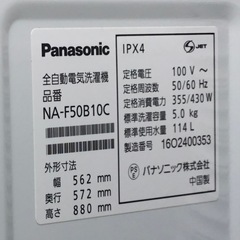 Panasonic
全自動電気洗濯機
品番
NA-F50B10C
外形寸法
幅 562 mm
奥行 572 mm
高さ 880 mm
IPX4
S JET
定格電圧 100 V ～
定格周波数 50/60 Hz
定格消費電力 355/430 W
標準洗濯容量 5.0 kg
標準使用水量 114 L
製造番号 1602400353
PS E パナソニック株式会社
中国製